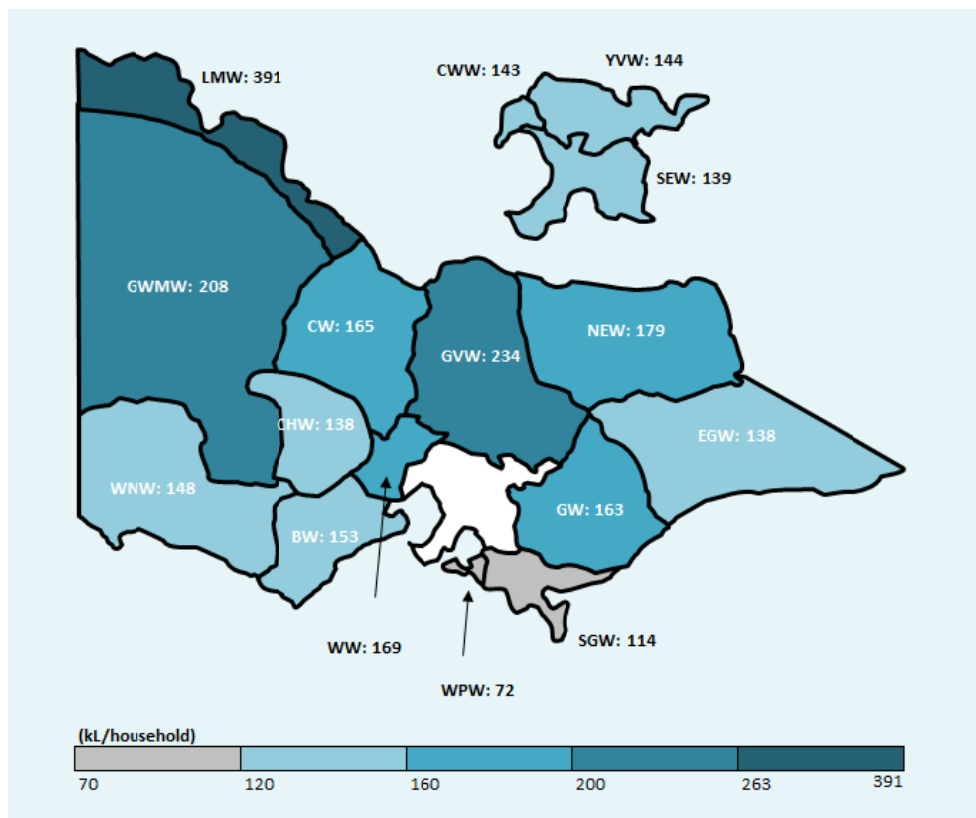 YVW: 144
CWW: 143
LMW: 391
SEW: 139
GWMW: 208
CW: 165
NEW: 179
GVW: 234
CHW: 138
EGW: 138
WNW: 148
GW: 163
BW: 153
SGW: 114
WW: 169
WPW: 72
(kL/household)
70 120 160 200 263 391